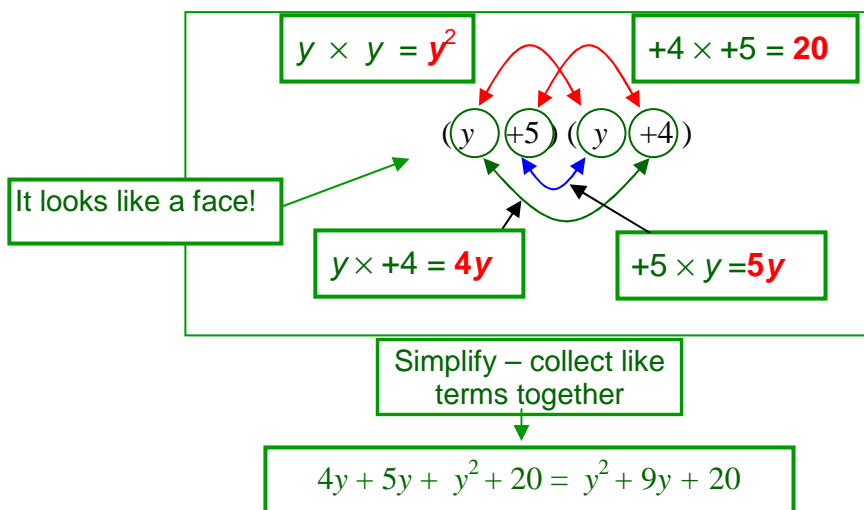 y × y = y²
+4 × +5 = 20
(y +5) (y +4)
It looks like a face!
y × +4 = 4y
+5 × y =5y
Simplify – collect like
terms together
4y + 5y + y² + 20 = y² + 9y + 20